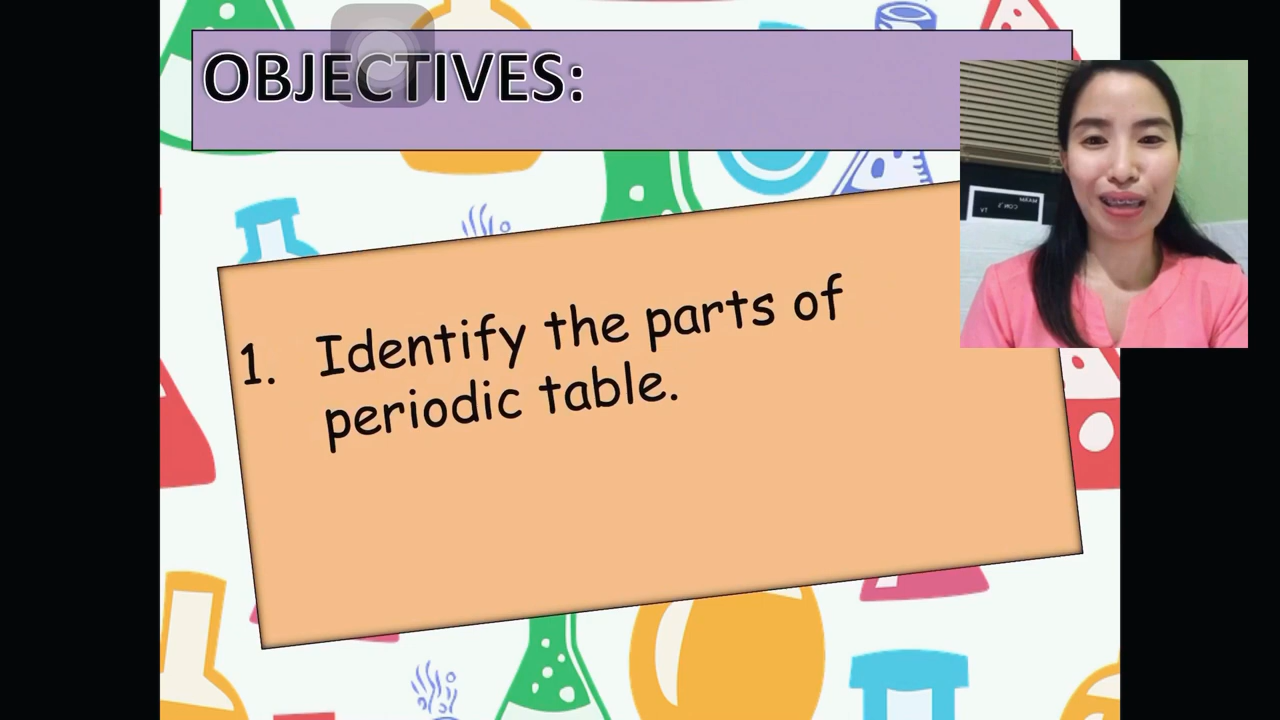 OBJECTIVES:
1. Identify the parts of
periodic table.